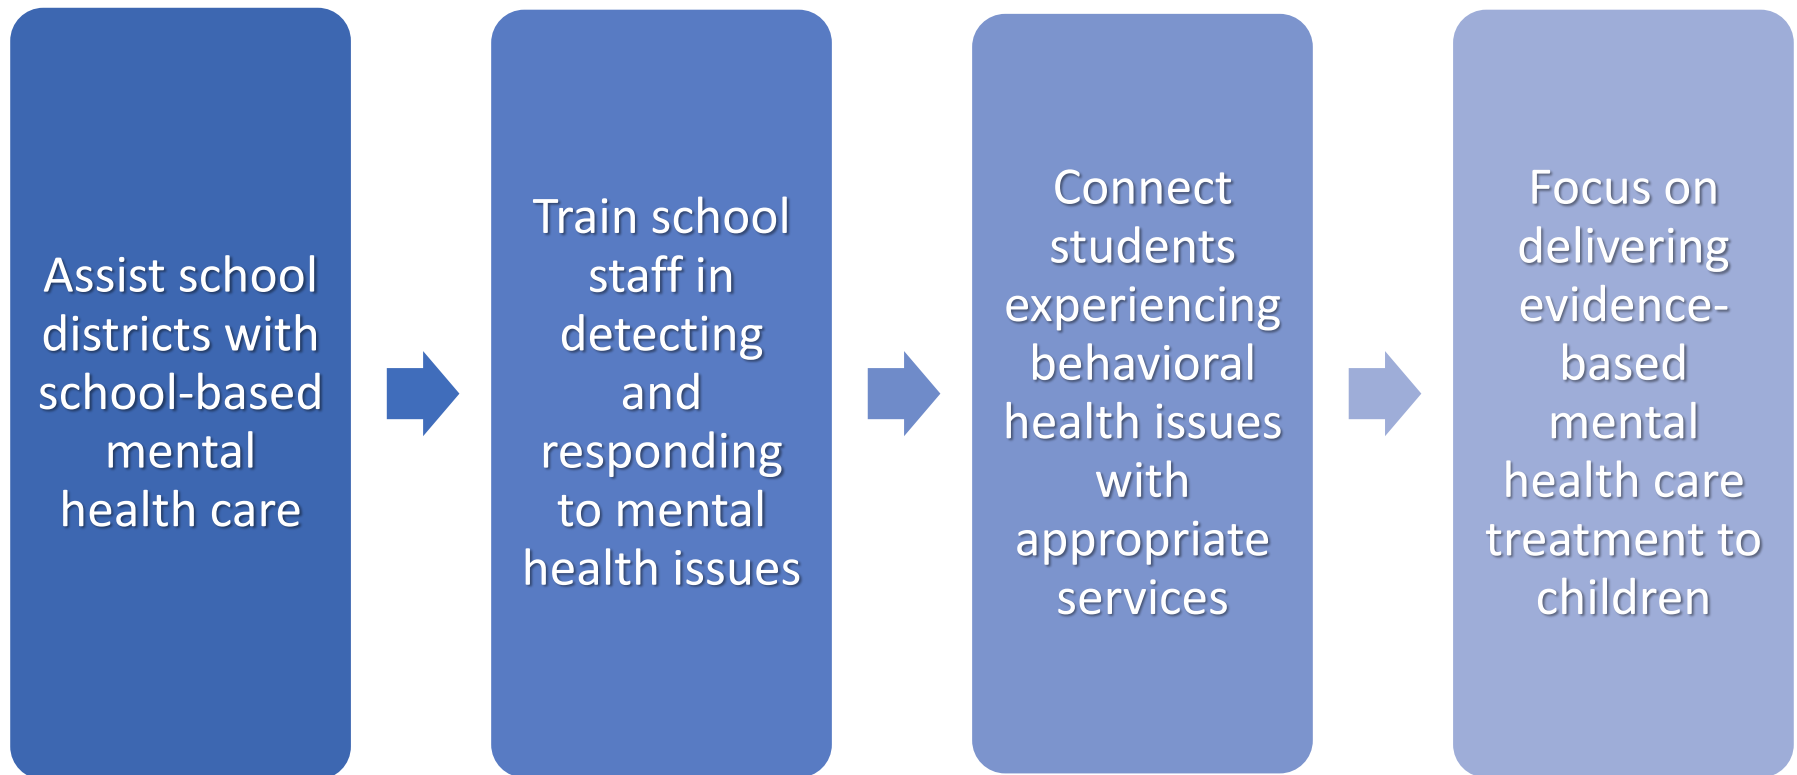 Assist school
districts with
school-based
mental
health care
Train school
staff in
detecting
and
responding
to mental
health issues
Connect
students
experiencing
behavioral
health issues
with
appropriate
services
Focus on
delivering
evidence-
based
mental
health care
treatment to
children